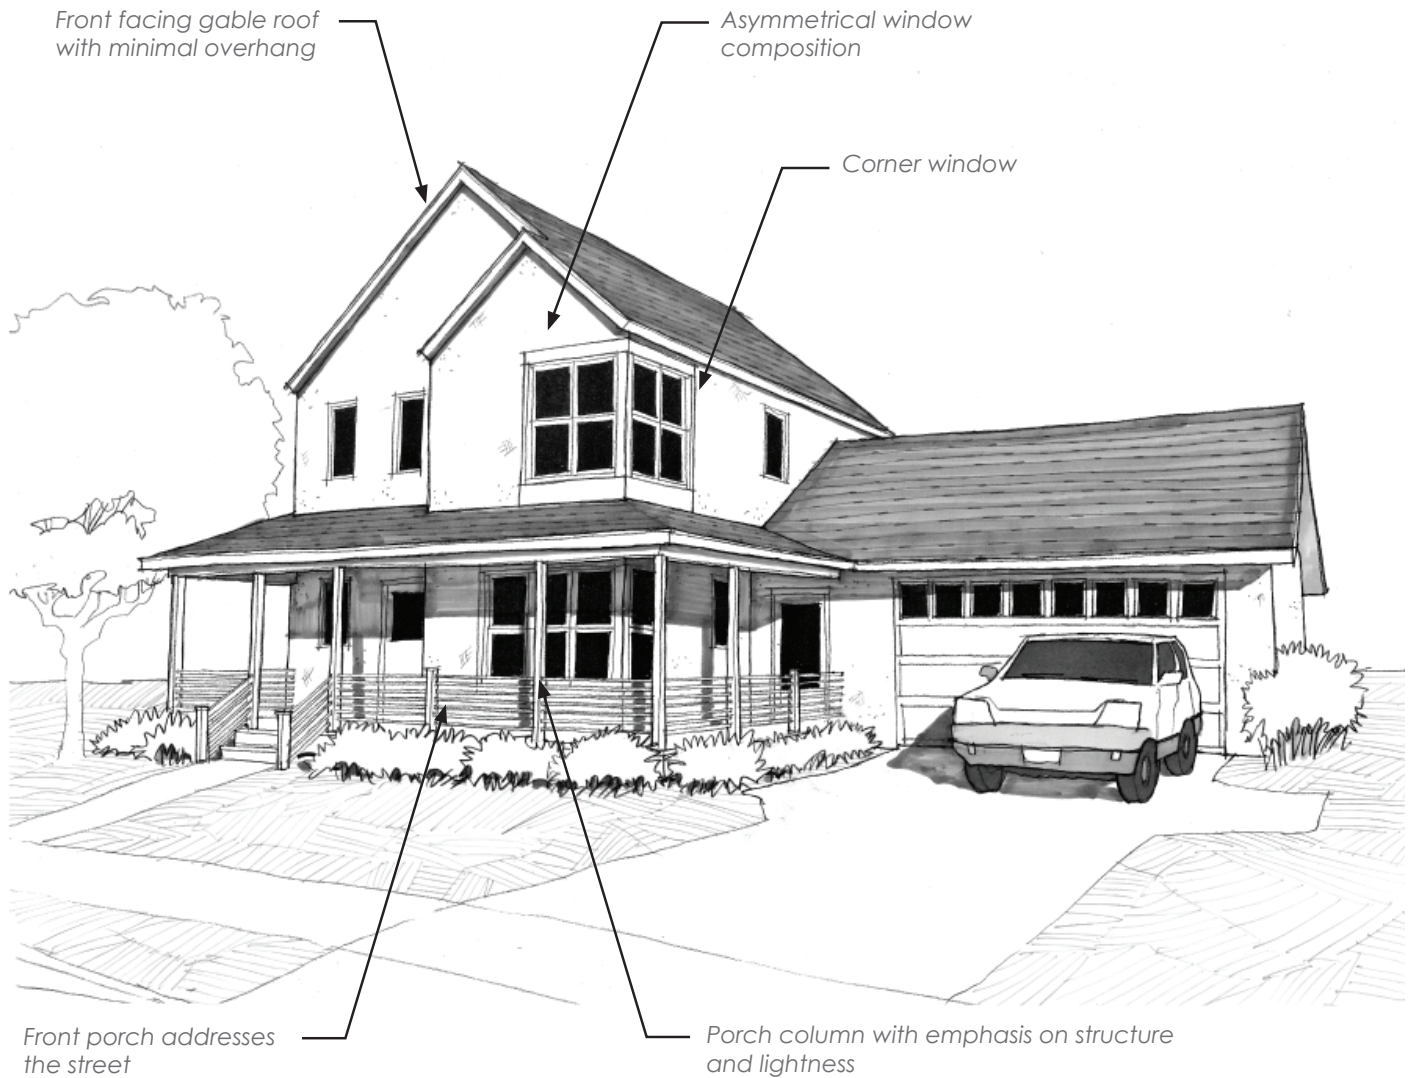 Front facing gable roof
with minimal overhang
Asymmetrical window
composition
Corner window
Front porch addresses
the street
Porch column with emphasis on structure
and lightness